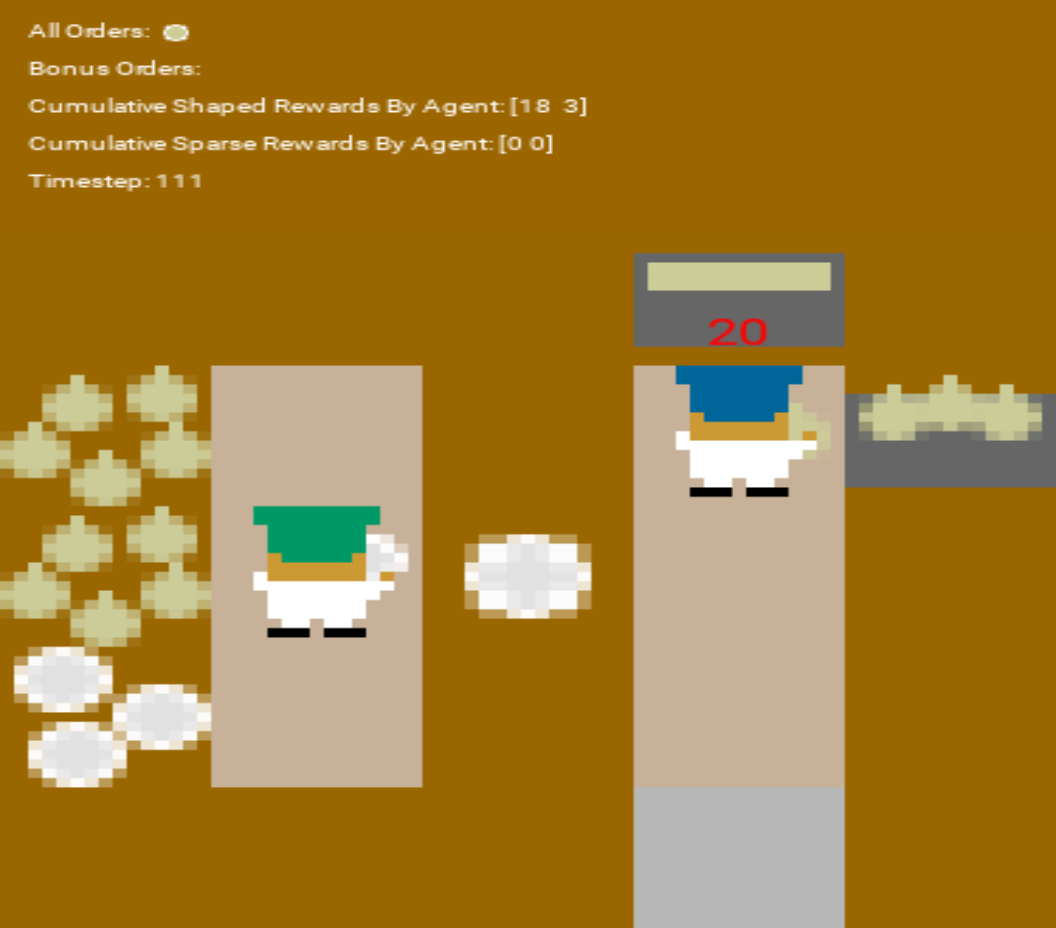 All Orders:
Bonus Orders:
Cumulative Shaped Rewards By Agent: [18 3]
Cumulative Sparse Rewards By Agent: [0 0]
Timestep: 111
20